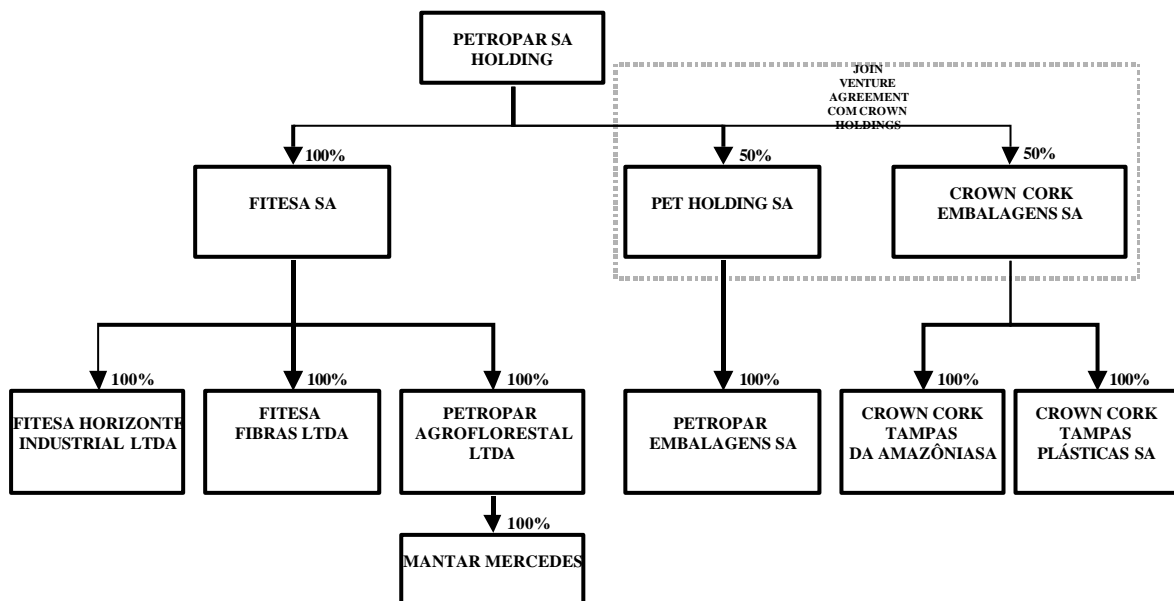 PETROPAR SA
HOLDING
JOIN
VENTURE
AGREEMENT
COM CROWN
HOLDINGS
100%
50%
50%
FITESA SA
PET HOLDING SA
CROWN CORK
EMBALAGENS SA
100%
100%
100%
100%
100%
100%
FITESA HORIZONTE
INDUSTRIAL LTDA
FITESA
FIBRAS LTDA
PETROPAR
AGROFLORESTAL
LTDA
PETROPAR
EMBALAGENS SA
CROWN CORK
TAMPAS
DA AMAZÔNIASA
CROWN CORK
TAMPAS
PLÁSTICAS SA
100%
MANTAR MERCEDES